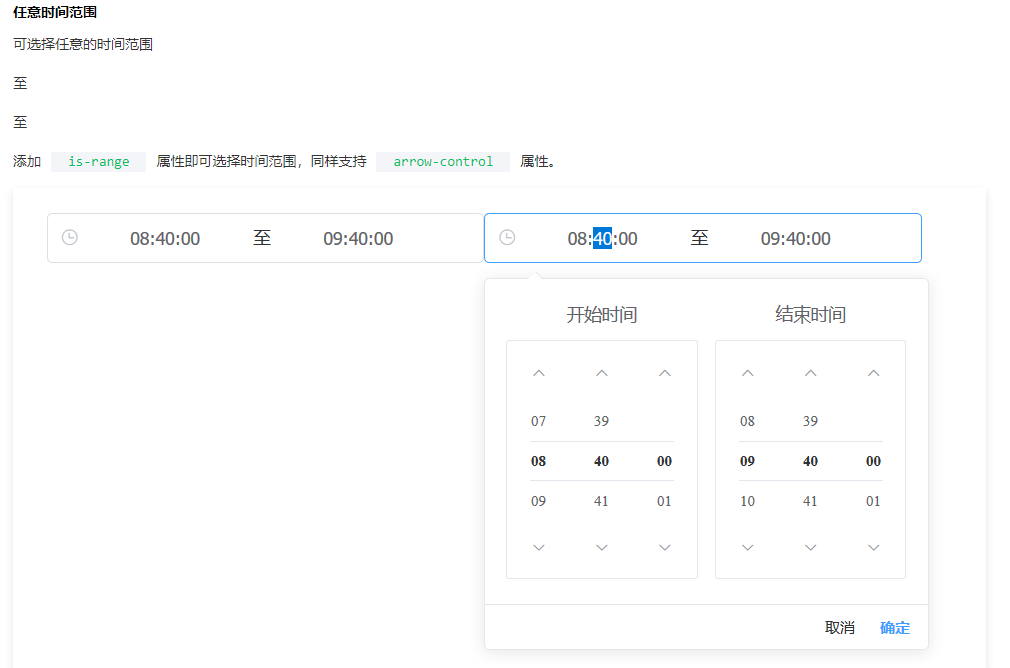 任意时间范围
可选择任意的时间范围
至
至
添加 is-range 属性即可选择时间范围，同样支持 arrow-control 属性。
08:40:00 至 09:40:00 08:40:00 至 09:40:00
开始时间 结束时间
07 39 08 39
08 40 00 09 40 00
09 41 01 10 41 01
取消 确定